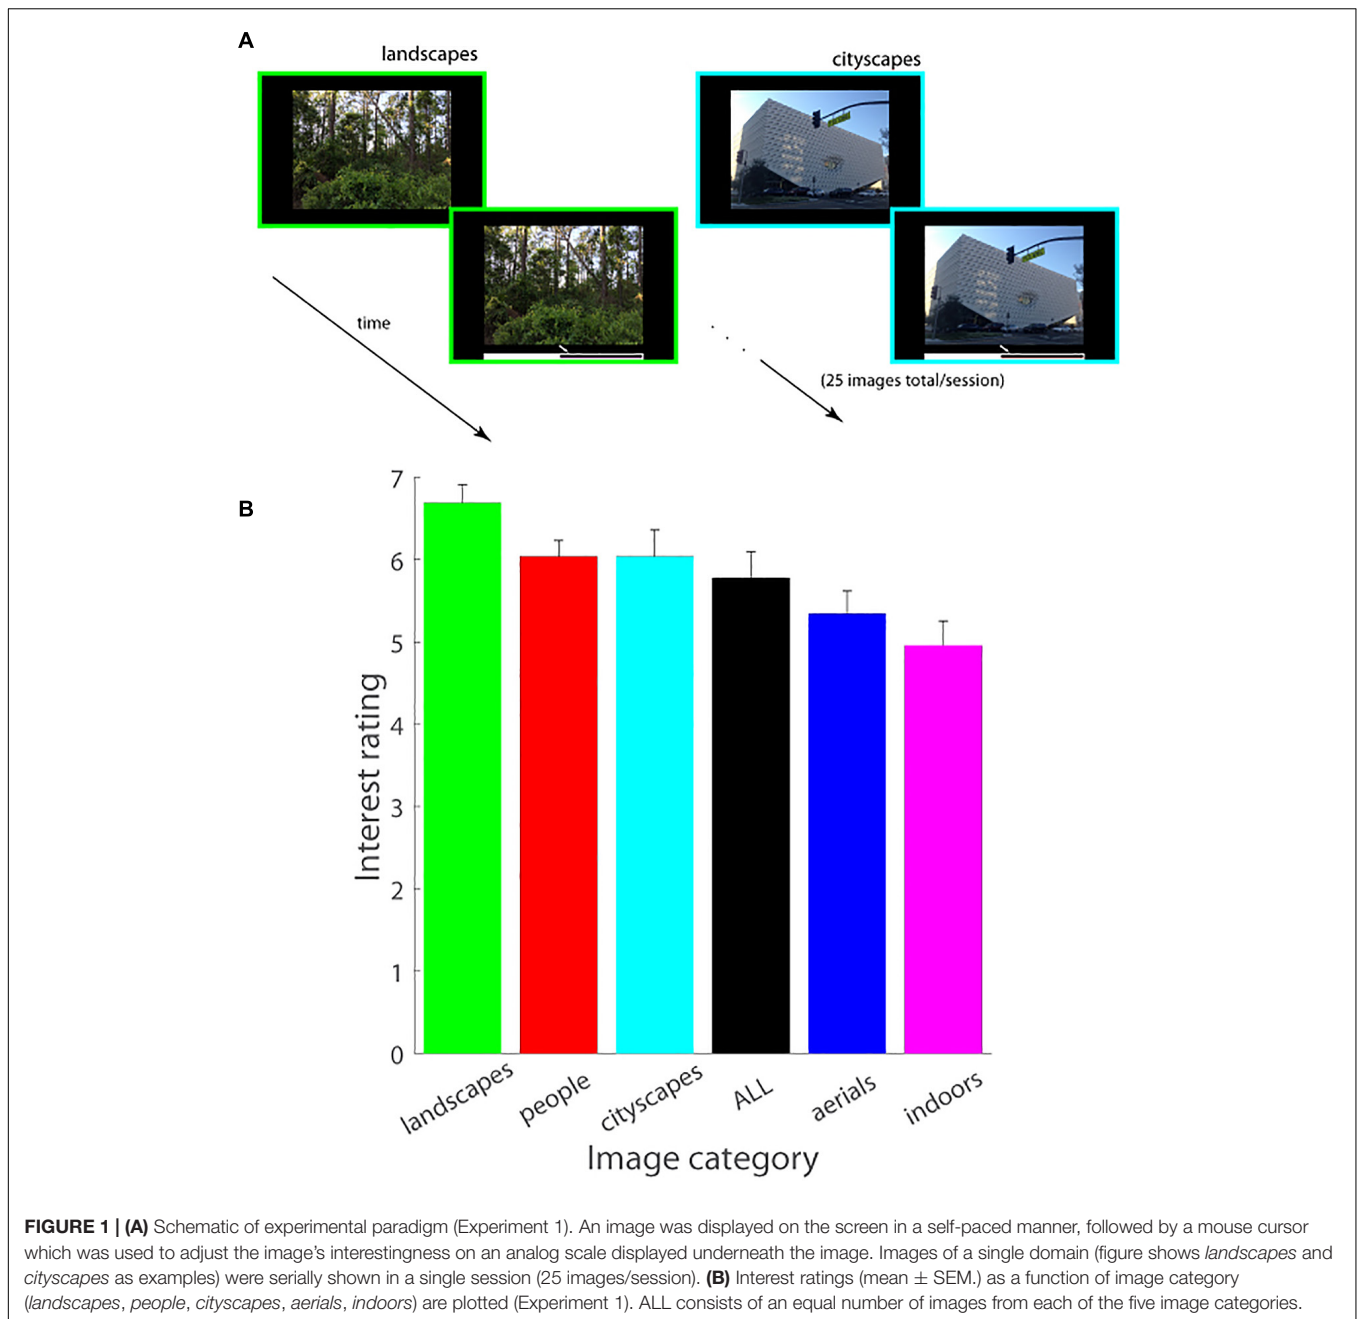 A
landscapes
cityscapes
time
(25 images total/session)
B
7
6
5
4
3
2
1
0
Interest rating
landscapes
people
cityscapes
ALL
aerials
indoors
Image category
FIGURE 1 | (A) Schematic of experimental paradigm (Experiment 1). An image was displayed on the screen in a self-paced manner, followed by a mouse cursor
which was used to adjust the image’s interestingness on an analog scale displayed underneath the image. Images of a single domain (figure shows landscapes and
cityscapes as examples) were serially shown in a single session (25 images/session). (B) Interest ratings (mean ± SEM.) as a function of image category
(landscapes, people, cityscapes, aerials, indoors) are plotted (Experiment 1). ALL consists of an equal number of images from each of the five image categories.